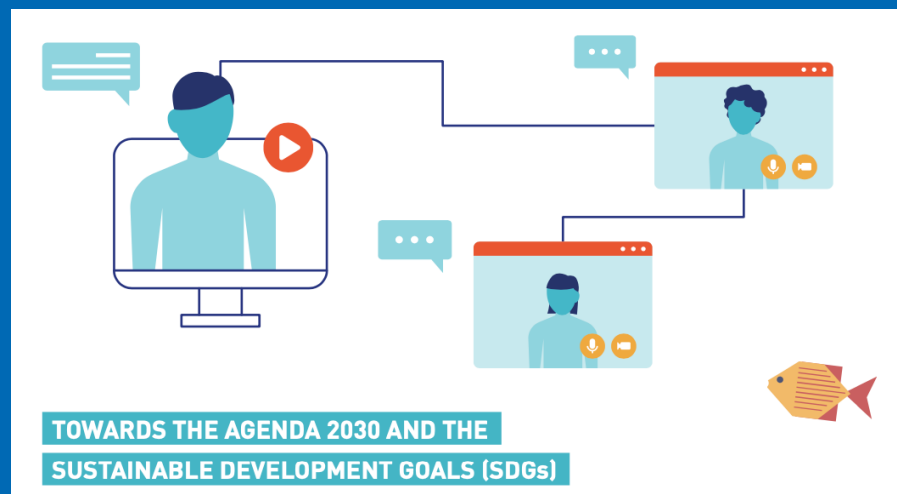 TOWARDS THE AGENDA 2030 AND THE
SUSTAINABLE DEVELOPMENT GOALS (SDGs)